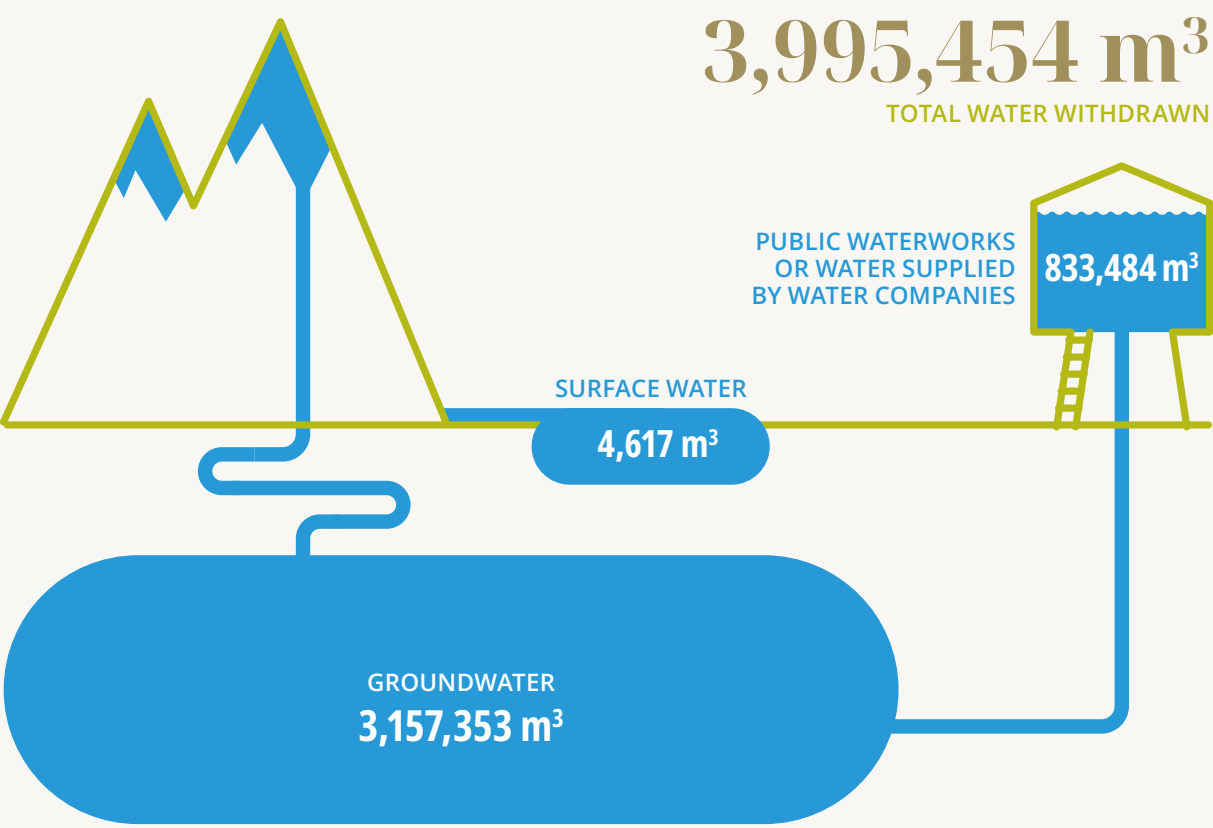 3,995,454 m³
TOTAL WATER WITHDRAWN
PUBLIC WATERWORKS
OR WATER SUPPLIED
BY WATER COMPANIES
833,484 m³
SURFACE WATER
4,617 m³
GROUNDWATER
3,157,353 m³